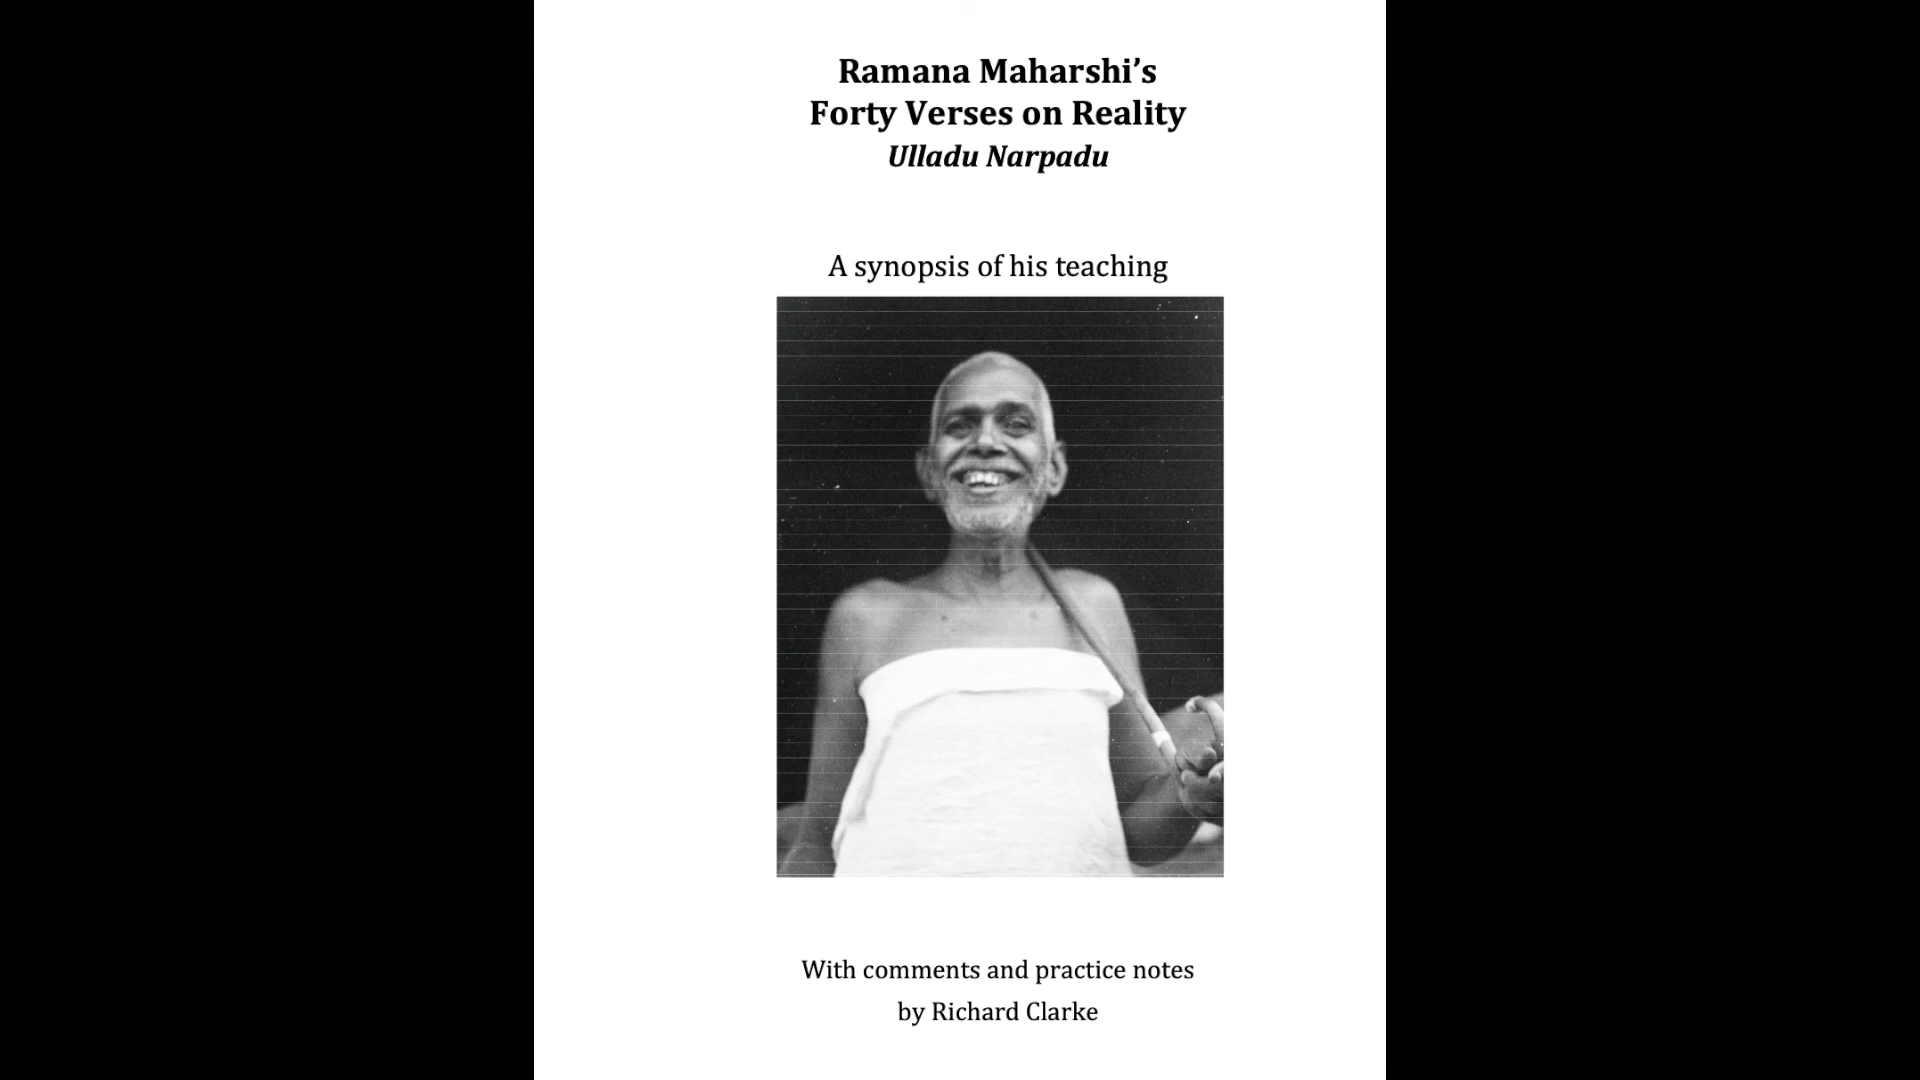 Ramana Maharshi’s
Forty Verses on Reality
Ulladu Narpadu
A synopsis of his teaching
With comments and practice notes
by Richard Clarke